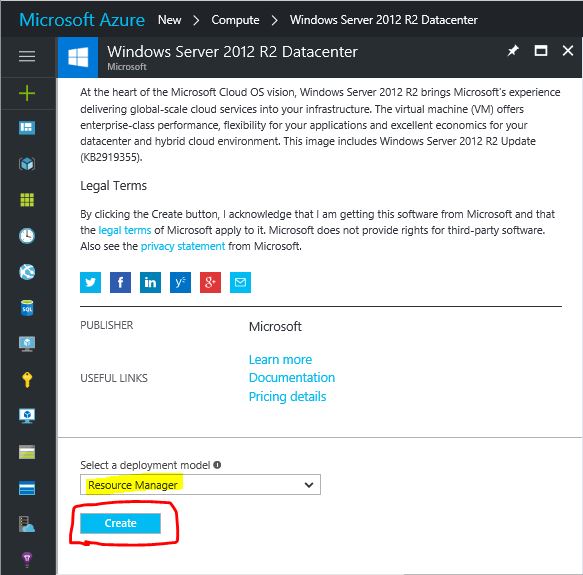 Microsoft Azure New > Compute > Windows Server 2012 R2 Datacenter
Windows Server 2012 R2 Datacenter
Microsoft
At the heart of the Microsoft Cloud OS vision, Windows Server 2012 R2 brings Microsoft's experience
delivering global-scale cloud services into your infrastructure. The virtual machine (VM) offers
enterprise-class performance, flexibility for your applications and excellent economics for your
datacenter and hybrid cloud environment. This image includes Windows Server 2012 R2 Update
(KB2919355).
Legal Terms
By clicking the Create button, I acknowledge that I am getting this software from Microsoft and that
the legal terms of Microsoft apply to it. Microsoft does not provide rights for third-party software.
Also see the privacy statement from Microsoft.
PUBLISHER Microsoft
Learn more
USEFUL LINKS Documentation
Pricing details
Select a deployment model
Resource Manager
Create